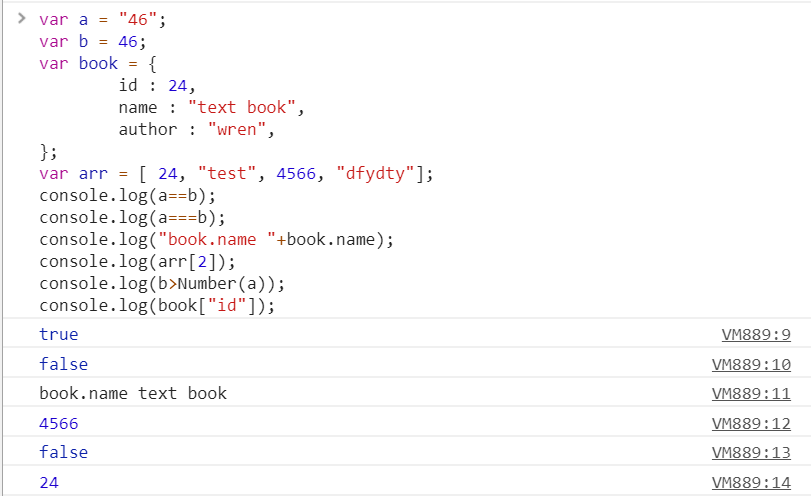 > var a = "46";
var b = 46;
var book = {
        id : 24,
        name : "text book",
        author : "wren",
};
var arr = [ 24, "test", 4566, "dfydty"];
console.log(a==b);
console.log(a===b);
console.log("book.name "+book.name);
console.log(arr[2]);
console.log(b>Number(a));
console.log(book["id"]);
true VM889:9
false VM889:10
book.name text book VM889:11
4566 VM889:12
false VM889:13
24 VM889:14